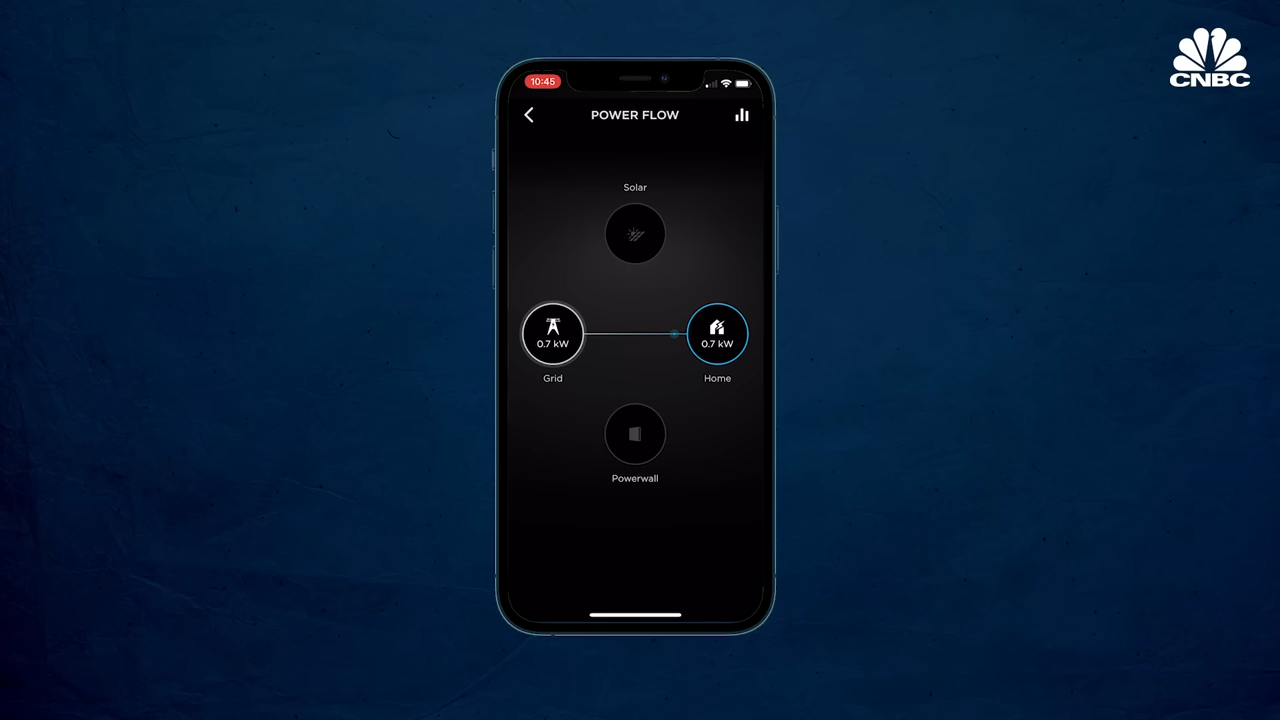 CNBC
10:45
POWER FLOW
Solar
0.7 kW
0.7 kW
Grid
Home
Powerwall